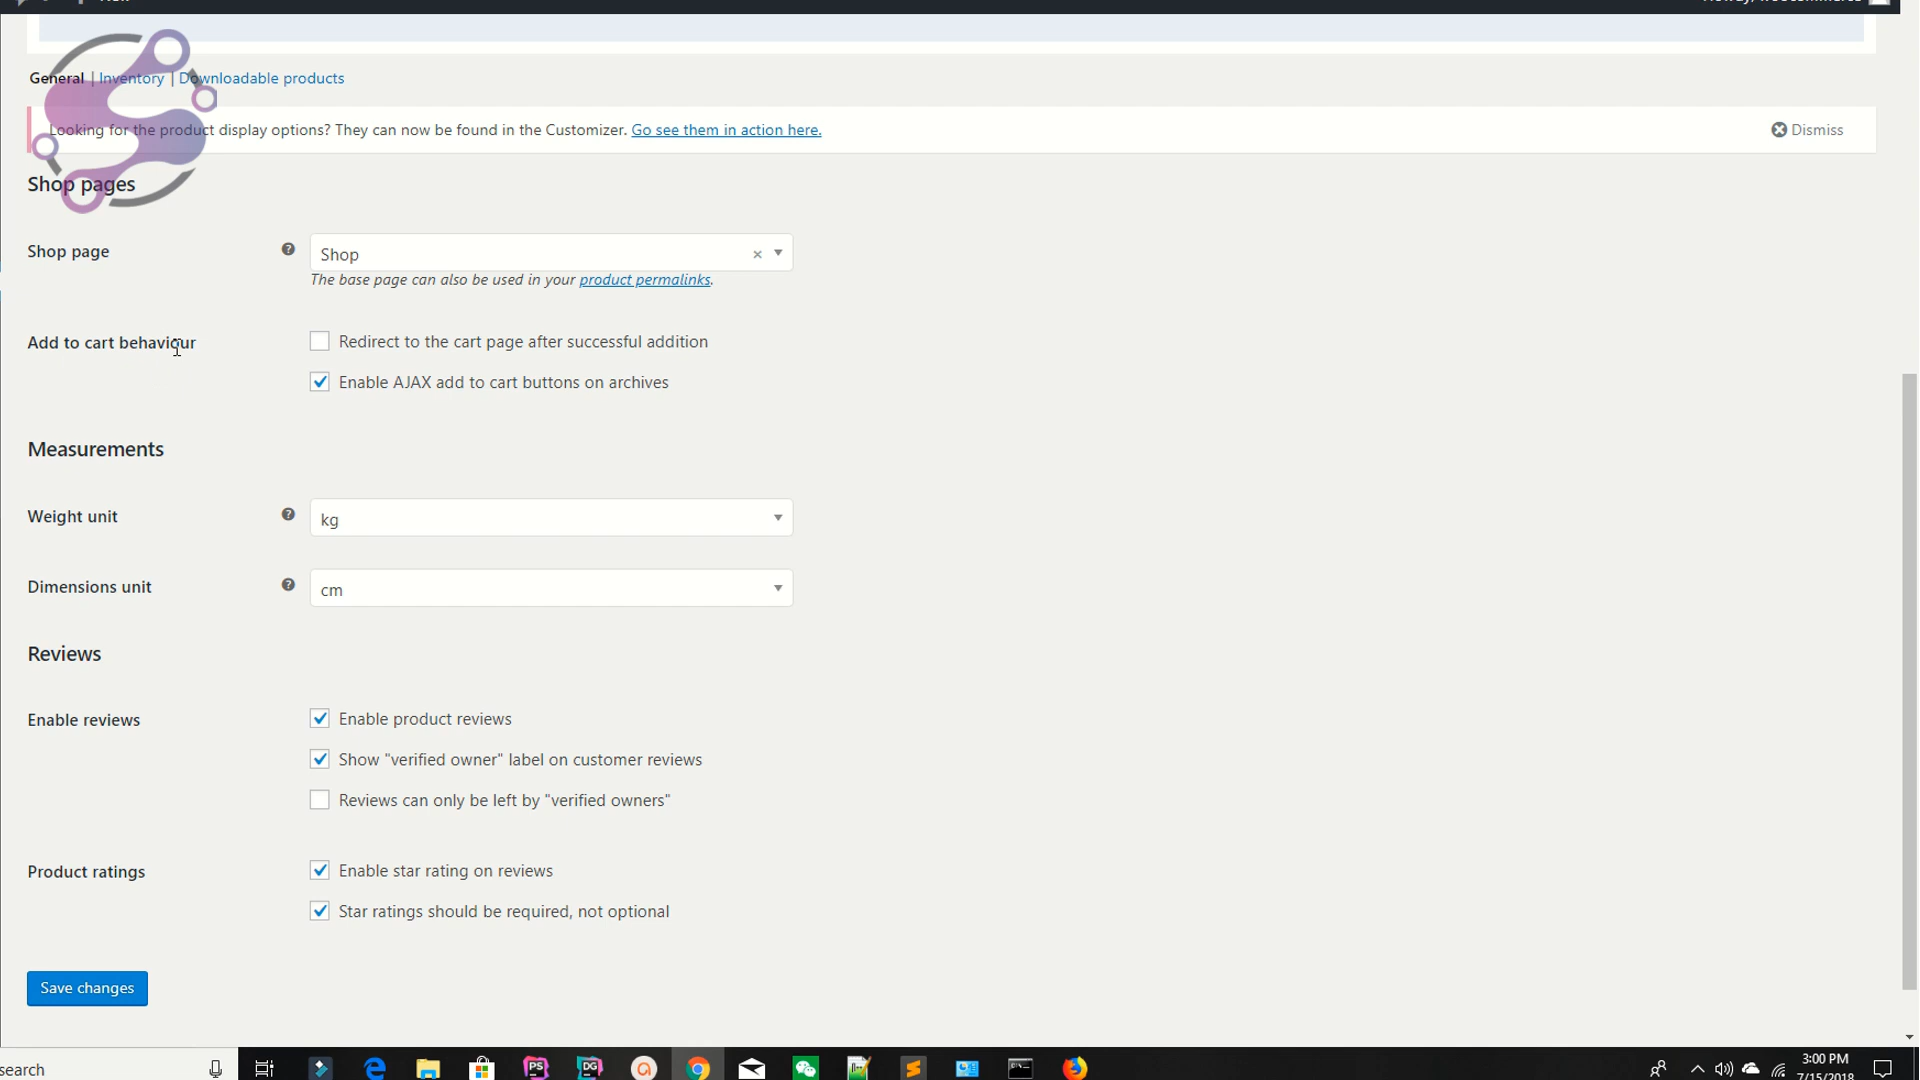 General | Inventory | Downloadable products
Looking for the product display options? They can now be found in the Customizer. Go see them in action here.
Dismiss
Shop pages
Shop page
Shop
The base page can also be used in your product permalinks.
Add to cart behaviour
Redirect to the cart page after successful addition
Enable AJAX add to cart buttons on archives
Measurements
Weight unit
kg
Dimensions unit
cm
Reviews
Enable reviews
Enable product reviews
Show "verified owner" label on customer reviews
Reviews can only be left by "verified owners"
Product ratings
Enable star rating on reviews
Star ratings should be required, not optional
Save changes
search
PS
DG
3:00 PM
7/15/2018